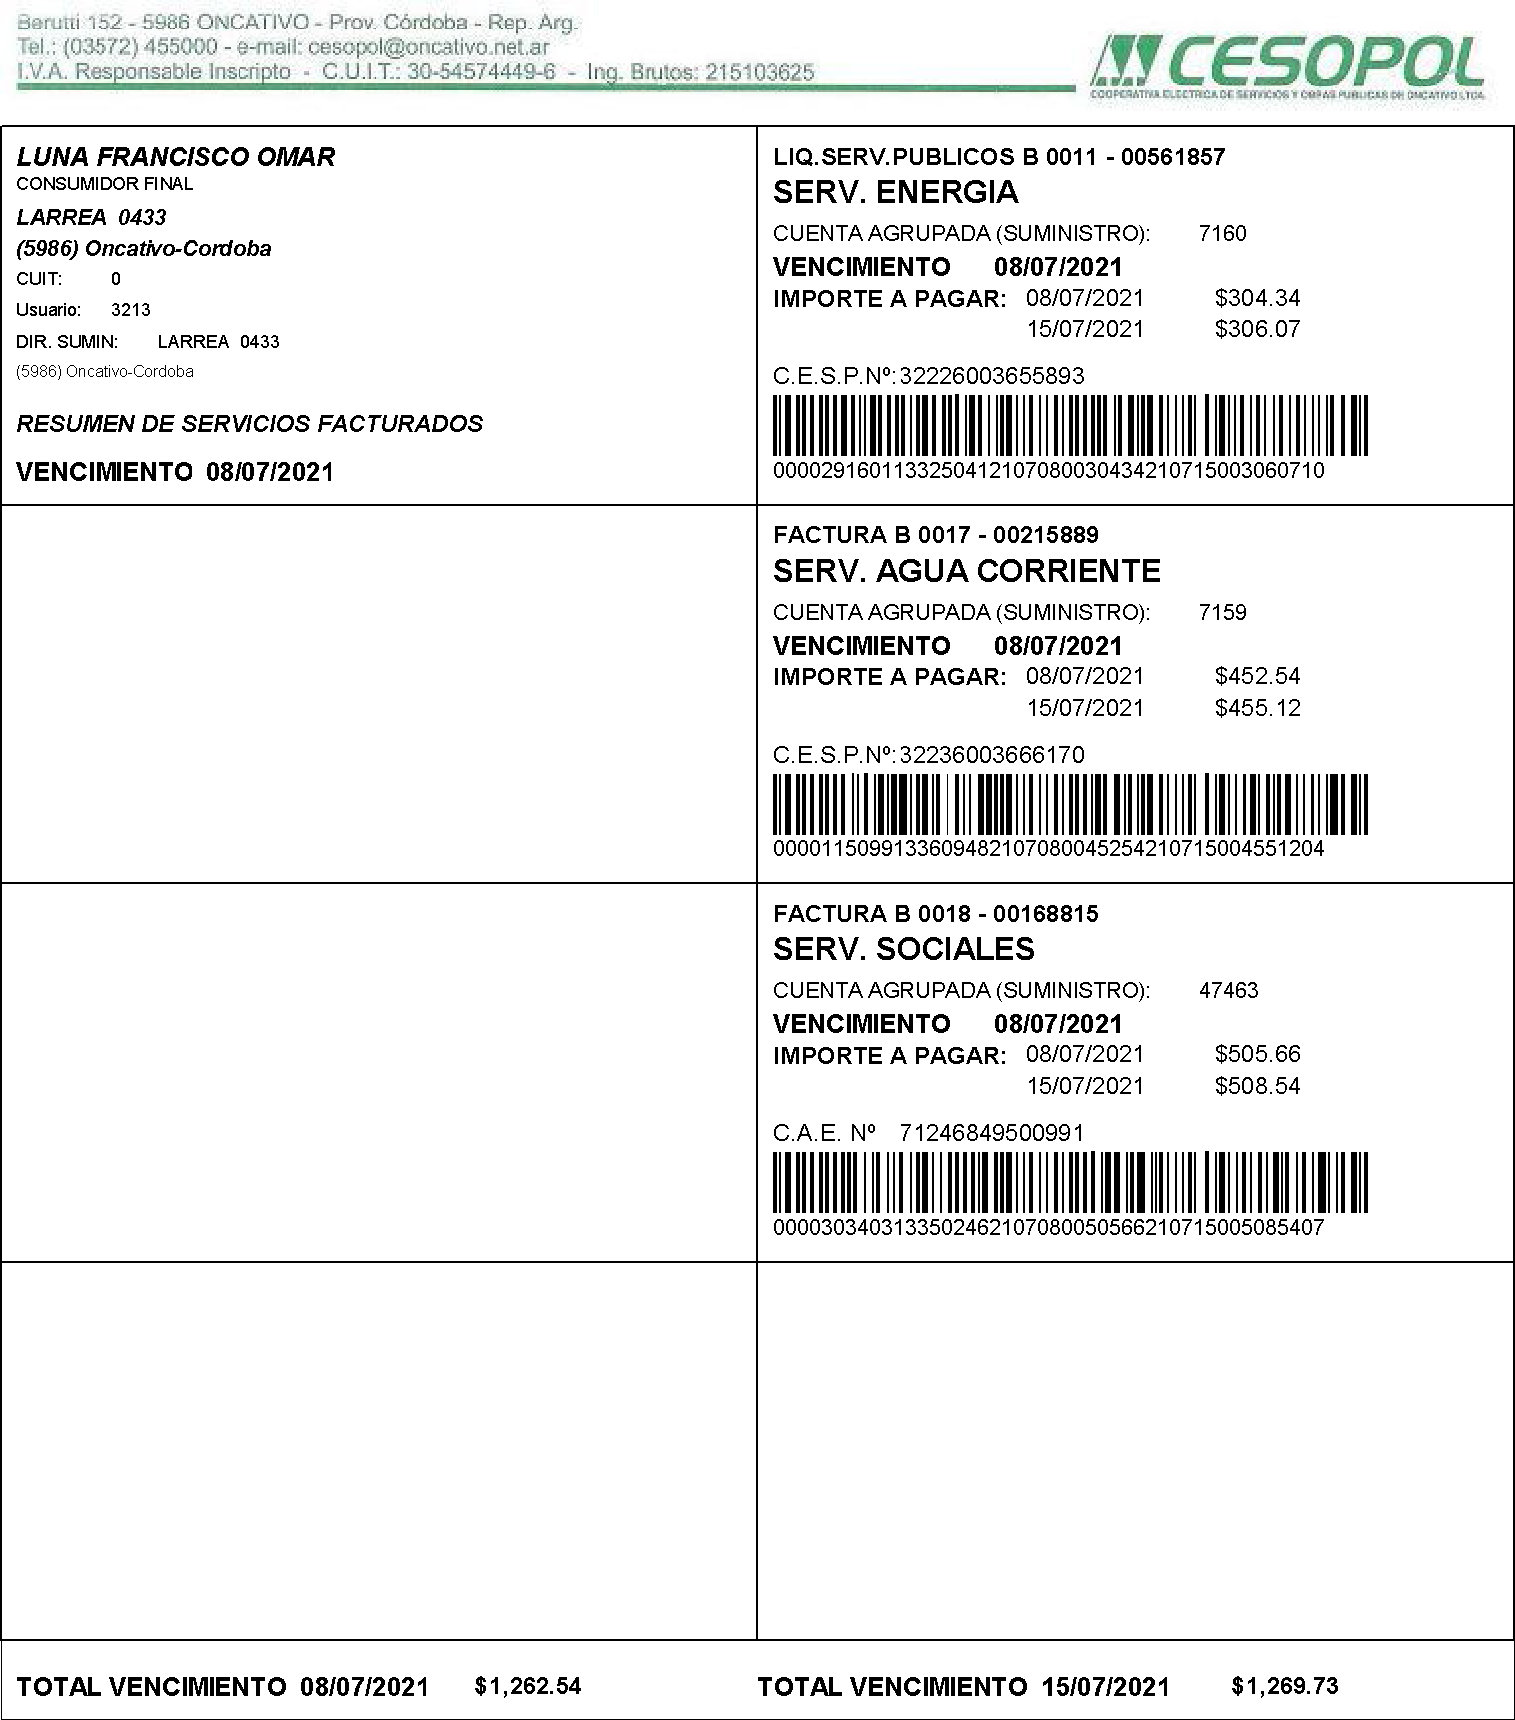 Berutti 152 - 5986 ONCATIVO - Prov. Córdoba - Rep. Arg.
Tel.: (03572) 455000 - e-mail: cesopol@oncativo.net.ar
I.V.A. Responsable Inscripto - C.U.I.T.: 30-54574449-6 - Ing. Brutos: 215103625
CESOPOL
COOPERATIVA ELECTRICA DE SERVICIOS Y OBRAS PUBLICAS DE ONCATIVO LTDA.
LUNA FRANCISCO OMAR
CONSUMIDOR FINAL
LARREA 0433
(5986) Oncativo-Cordoba
CUIT: 0
Usuario: 3213
DIR. SUMIN: LARREA 0433
(5986) Oncativo-Cordoba
RESUMEN DE SERVICIOS FACTURADOS
VENCIMIENTO 08/07/2021
LIQ.SERV.PUBLICOS B 0011 - 00561857
SERV. ENERGIA
CUENTA AGRUPADA (SUMINISTRO): 7160
VENCIMIENTO 08/07/2021
IMPORTE A PAGAR: 08/07/2021 $304.34
15/07/2021 $306.07
C.E.S.P.Nº: 32226003655893
0000291601133250412107080030434210715003060710
FACTURA B 0017 - 00215889
SERV. AGUA CORRIENTE
CUENTA AGRUPADA (SUMINISTRO): 7159
VENCIMIENTO 08/07/2021
IMPORTE A PAGAR: 08/07/2021 $452.54
15/07/2021 $455.12
C.E.S.P.Nº: 32236003666170
0000115099133609482107080045254210715004551204
FACTURA B 0018 - 00168815
SERV. SOCIALES
CUENTA AGRUPADA (SUMINISTRO): 47463
VENCIMIENTO 08/07/2021
IMPORTE A PAGAR: 08/07/2021 $505.66
15/07/2021 $508.54
C.A.E. Nº 71246849500991
0000303403133502462107080050566210715005085407
TOTAL VENCIMIENTO 08/07/2021 $1,262.54
TOTAL VENCIMIENTO 15/07/2021 $1,269.73